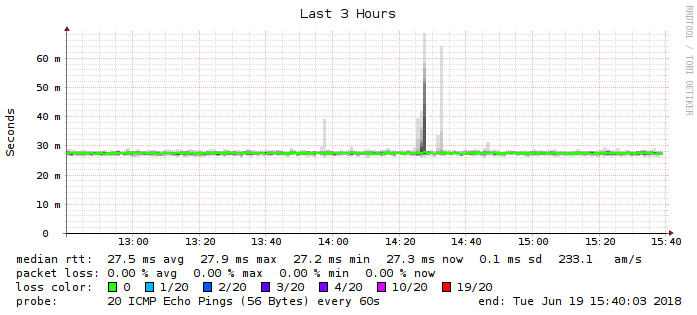 Last 3 Hours
RRDTOOL / TOBI OETIKER
Seconds
60 m
50 m
40 m
30 m
20 m
10 m
0
13:00 13:20 13:40 14:00 14:20 14:40 15:00 15:20 15:40
median rtt: 27.5 ms avg 27.9 ms max 27.2 ms min 27.3 ms now 0.1 ms sd 233.1 am/s
packet loss: 0.00 % avg 0.00 % max 0.00 % min 0.00 % now
loss color: 0 1/20 2/20 3/20 4/20 10/20 19/20
probe: 20 ICMP Echo Pings (56 Bytes) every 60s end: Tue Jun 19 15:40:03 2018